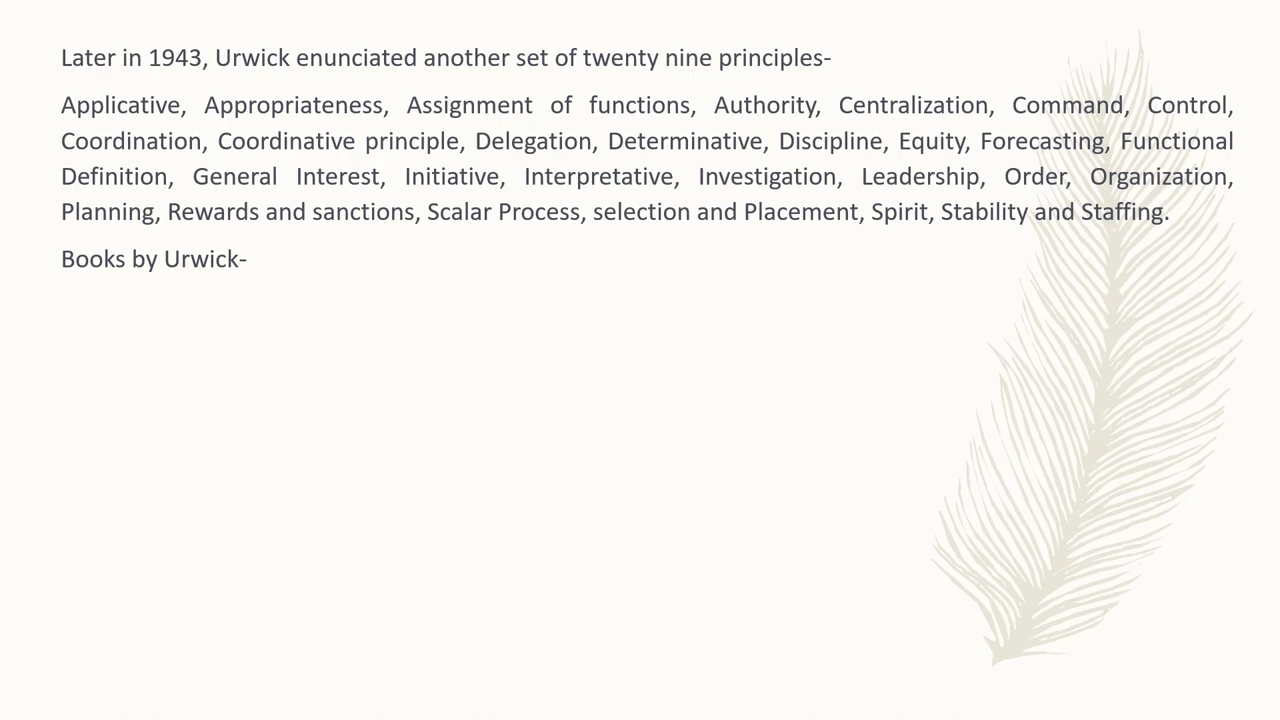 Later in 1943, Urwick enunciated another set of twenty nine principles-
Applicative, Appropriateness, Assignment of functions, Authority, Centralization, Command, Control,
Coordination, Coordinative principle, Delegation, Determinative, Discipline, Equity, Forecasting, Functional
Definition, General Interest, Initiative, Interpretative, Investigation, Leadership, Order, Organization,
Planning, Rewards and sanctions, Scalar Process, selection and Placement, Spirit, Stability and Staffing.
Books by Urwick-